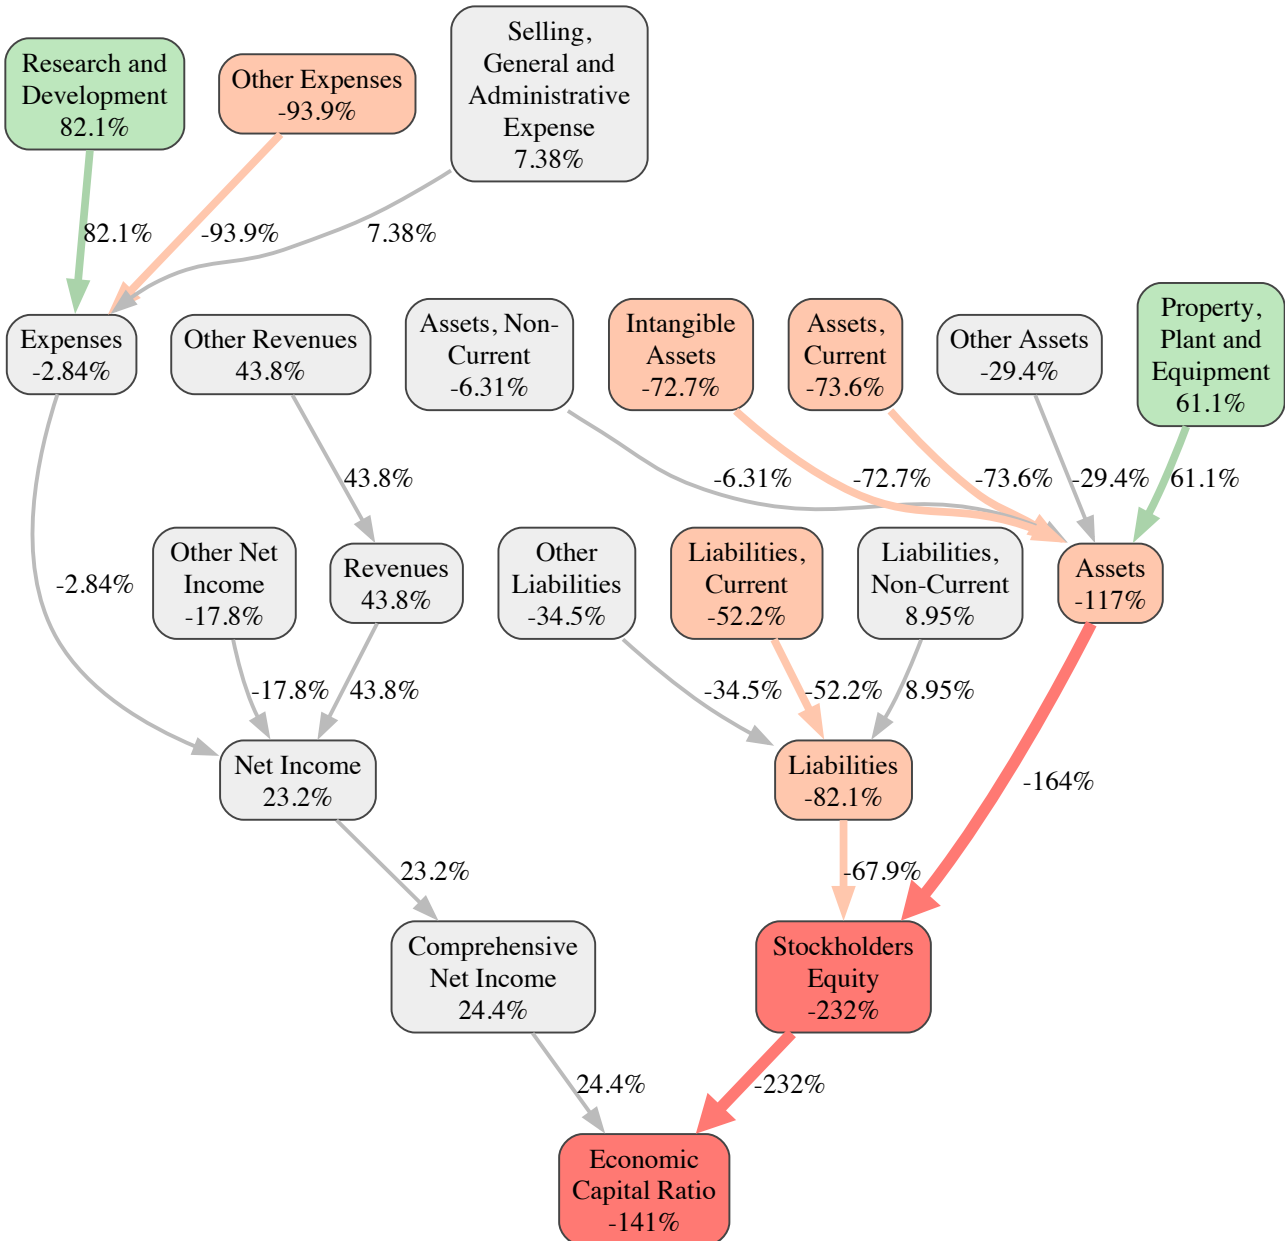 Research and
Development
82.1%
Other Expenses
-93.9%
Selling,
General and
Administrative
Expense
7.38%
82.1%
-93.9%
7.38%
Expenses
-2.84%
Other Revenues
43.8%
Assets, Non-
Current
-6.31%
Intangible
Assets
-72.7%
Assets,
Current
-73.6%
Other Assets
-29.4%
Property,
Plant and
Equipment
61.1%
43.8%
-6.31%
-72.7%
-73.6%
-29.4%
61.1%
-2.84%
Other Net
Income
-17.8%
Revenues
43.8%
Other
Liabilities
-34.5%
Liabilities,
Current
-52.2%
Liabilities,
Non-Current
8.95%
Assets
-117%
-17.8%
43.8%
-34.5%
-52.2%
8.95%
Net Income
23.2%
Liabilities
-82.1%
-164%
23.2%
-67.9%
Comprehensive
Net Income
24.4%
Stockholders
Equity
-232%
24.4%
-232%
Economic
Capital Ratio
-141%